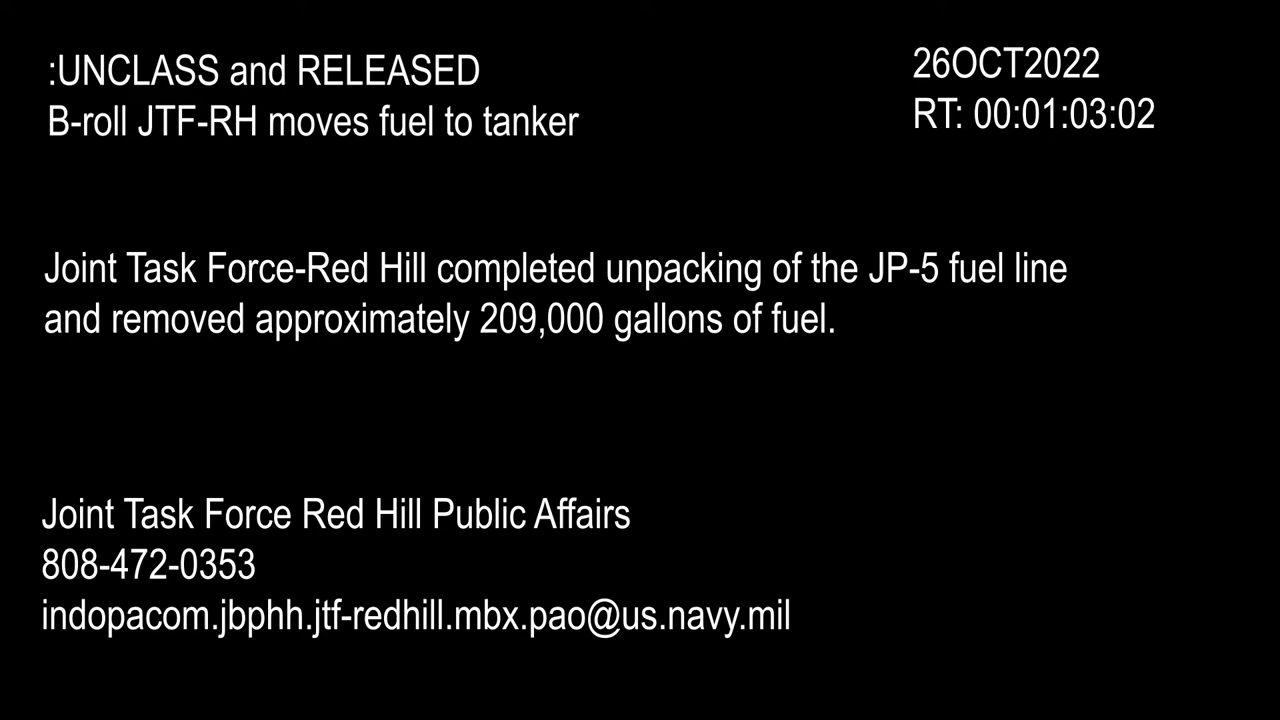 :UNCLASS and RELEASED
B-roll JTF-RH moves fuel to tanker
26OCT2022
RT: 00:01:03:02
Joint Task Force-Red Hill completed unpacking of the JP-5 fuel line
and removed approximately 209,000 gallons of fuel.
Joint Task Force Red Hill Public Affairs
808-472-0353
indopacom.jbphh.jtf-redhill.mbx.pao@us.navy.mil